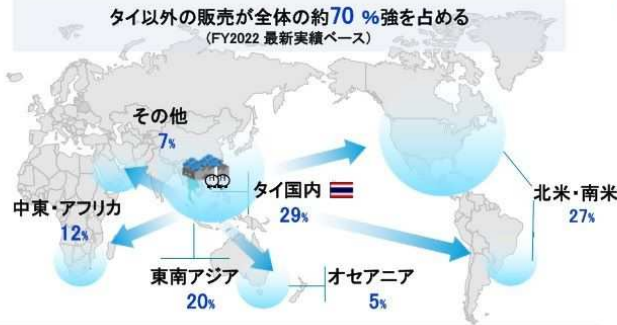 タイ以外の販売が全体の約70 %強を占める
(FY2022 最新実績ベース)
その他
7%
中東・アフリカ
12%
タイ国内
29%
北米・南米
27%
東南アジア
20%
オセアニア
5%